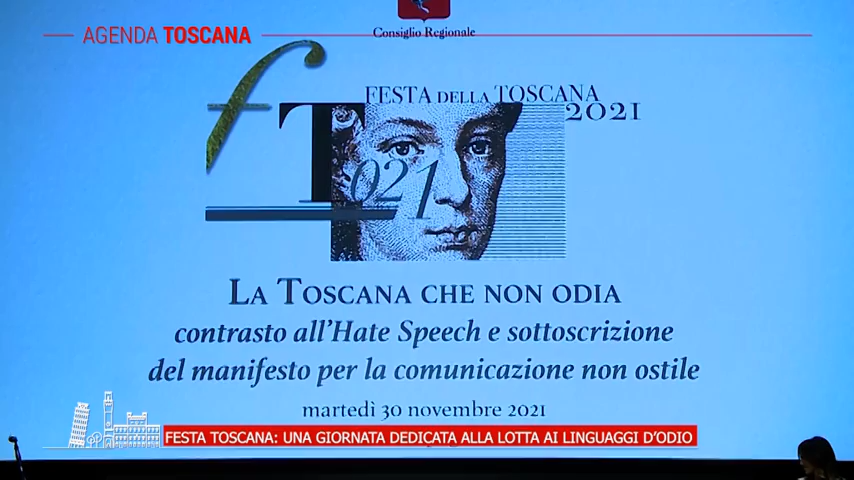 Consiglio Regionale
AGENDA TOSCANA
FESTA DELLA TOSCANA
2021
fT
021
LA TOSCANA CHE NON ODIA
contrasto all'Hate Speech e sottoscrizione
del manifesto per la comunicazione non ostile
martedì 30 novembre 2021
FESTA TOSCANA: UNA GIORNATA DEDICATA ALLA LOTTA AI LINGUAGGI D'ODIO